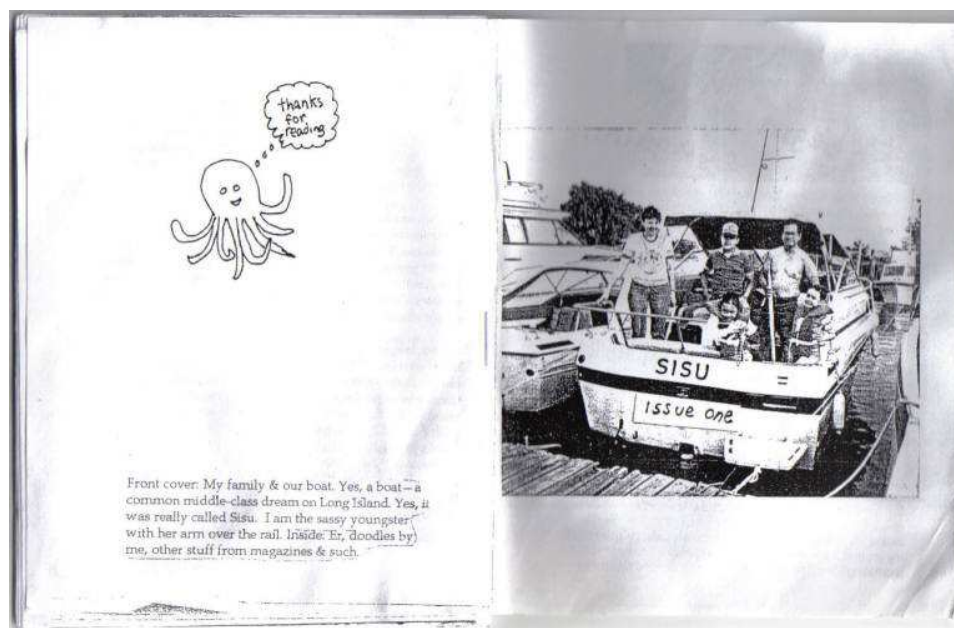 thanks
for
reading
Front cover: My family & our boat. Yes, a boat—a
common middle-class dream on Long Island. Yes, it
was really called Sisu. I am the sassy youngster
with her arm over the rail. Inside: Er, doodles by
me, other stuff from magazines & such.
SISU
Issue one